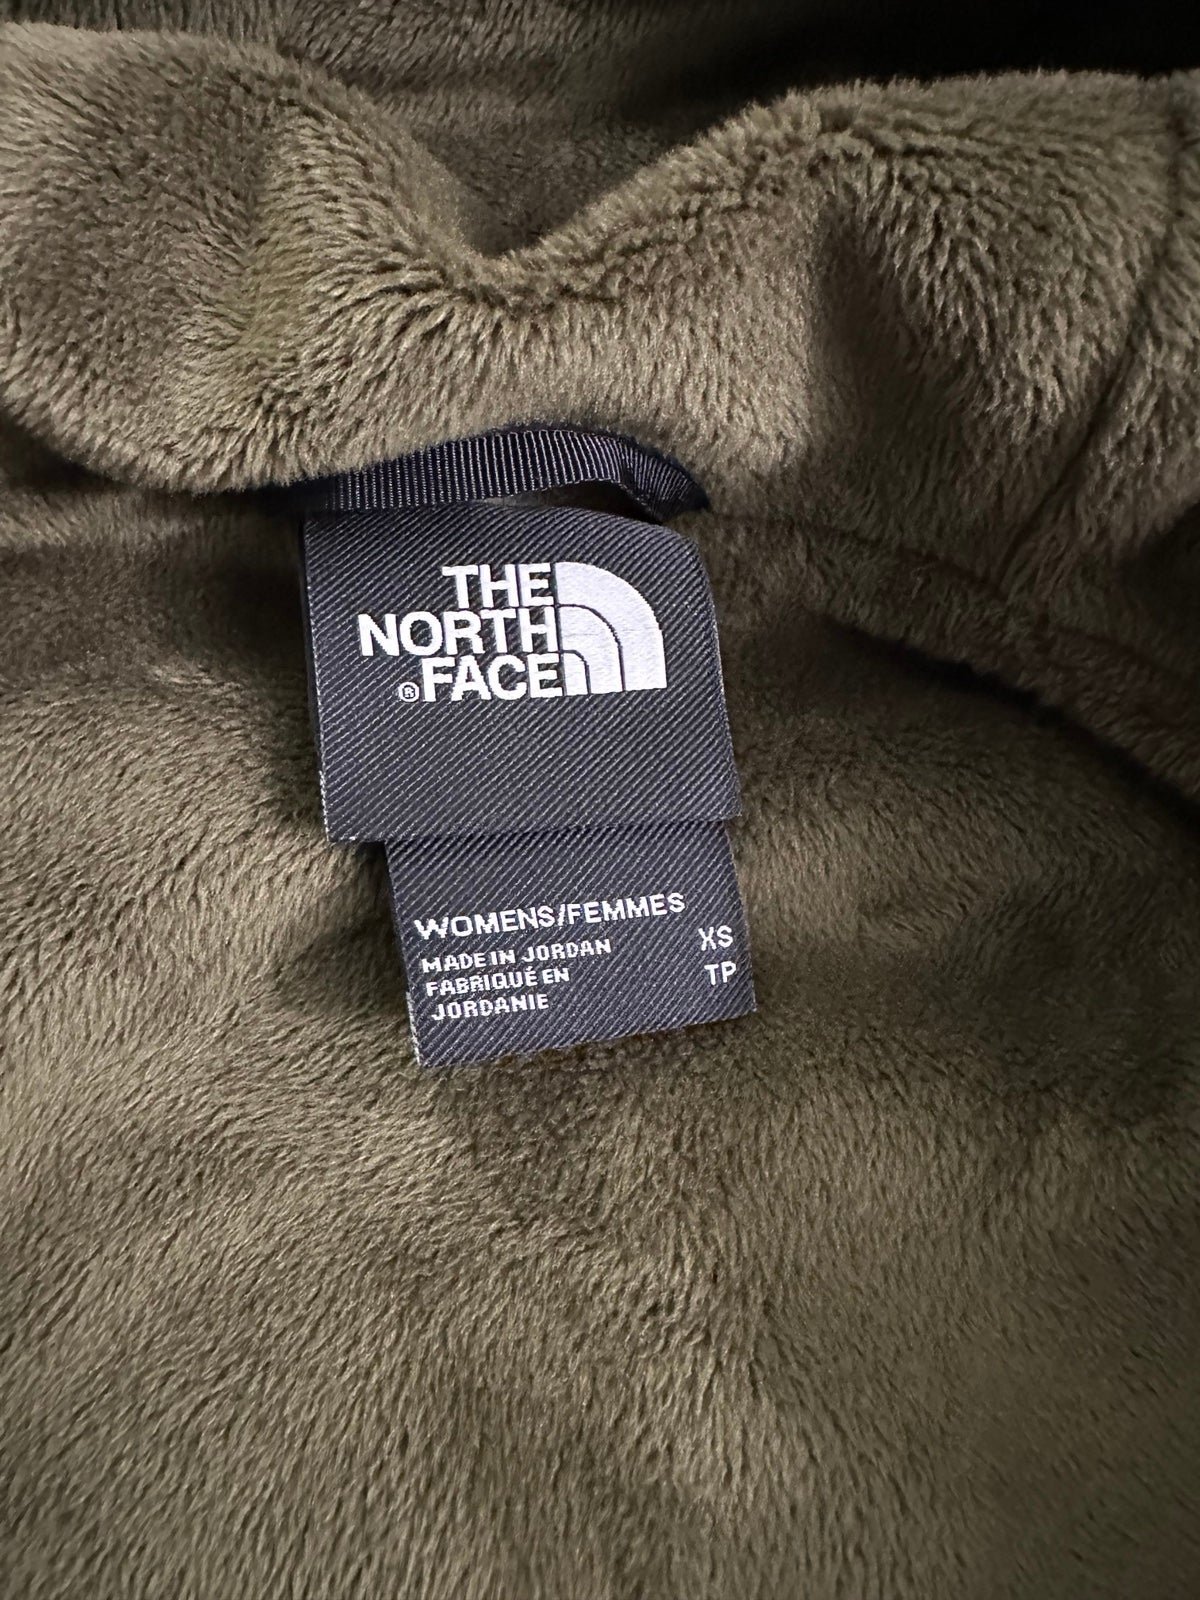 THE
NORTH
® FACE
WOMENS/FEMMES
MADE IN JORDAN XS
FABRIQUÉ EN TP
JORDANIE